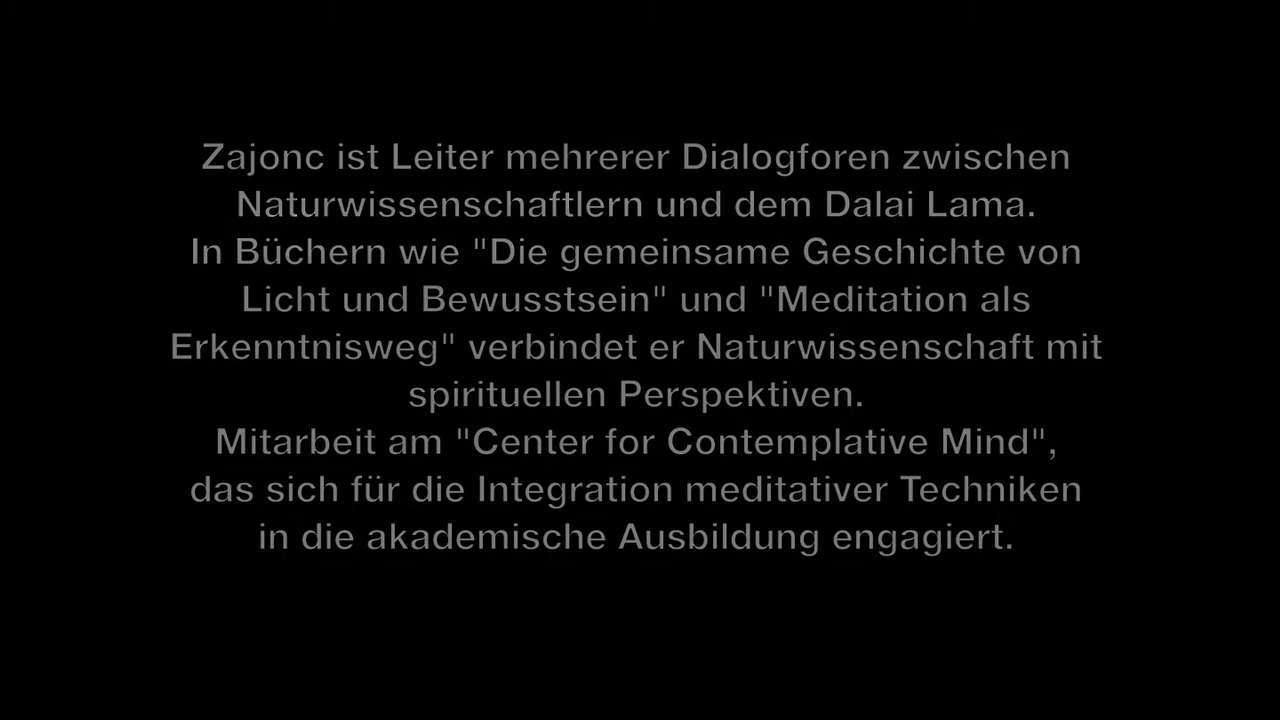 Zajonc ist Leiter mehrerer Dialogforen zwischen
Naturwissenschaftlern und dem Dalai Lama.
In Büchern wie "Die gemeinsame Geschichte von
Licht und Bewusstsein" und "Meditation als
Erkenntnisweg" verbindet er Naturwissenschaft mit
spirituellen Perspektiven.
Mitarbeit am "Center for Contemplative Mind",
das sich für die Integration meditativer Techniken
in die akademische Ausbildung engagiert.